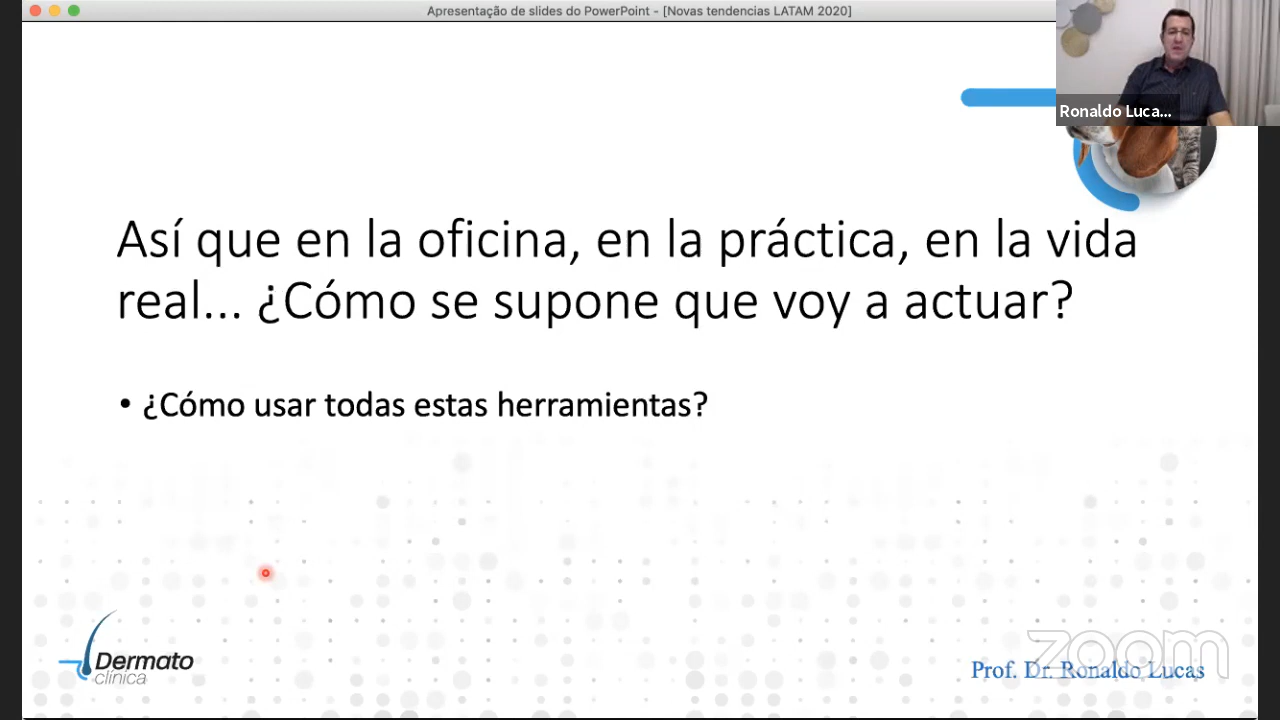 Apresentação de slides do PowerPoint - [Novas tendencias LATAM 2020]
Ronaldo Luca...
Así que en la oficina, en la práctica, en la vida
real... ¿Cómo se supone que voy a actuar?
• ¿Cómo usar todas estas herramientas?
Dermato
clínica
zoom
Prof. Dr. Ronaldo Lucas